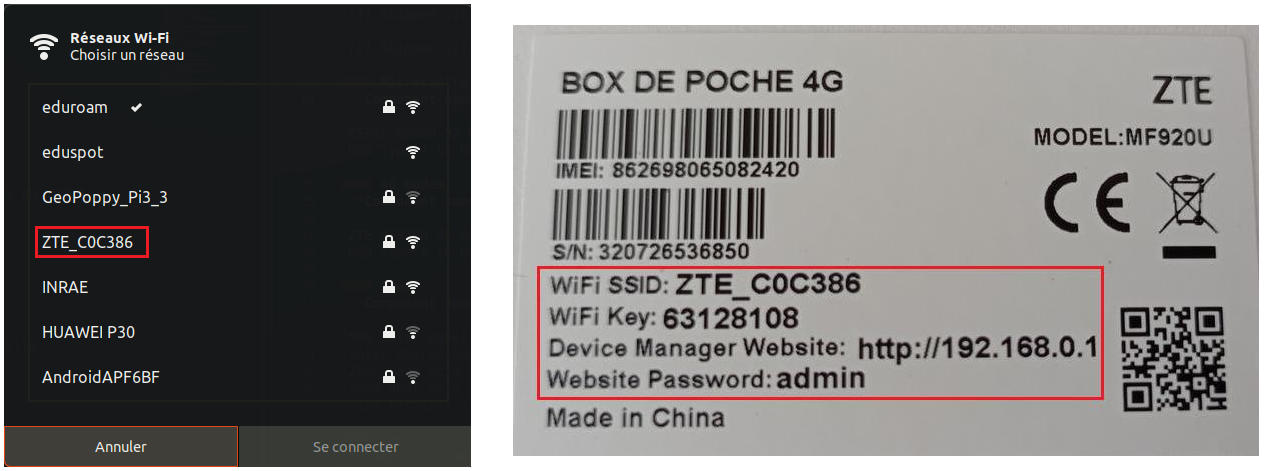 Réseaux Wi-Fi
Choisir un réseau
eduroam
eduspot
GeoPoppy_Pi3_3
ZTE_C0C386
INRAE
HUAWEI P30
AndroidAPF6BF
Annuler
Se connecter
BOX DE POCHE 4G
ZTE
MODEL:MF920U
IMEI: 862698065082420
S/N: 320726536850
WiFi SSID: ZTE_C0C386
WiFi Key: 63128108
Device Manager Website: http://192.168.0.1
Website Password: admin
Made in China